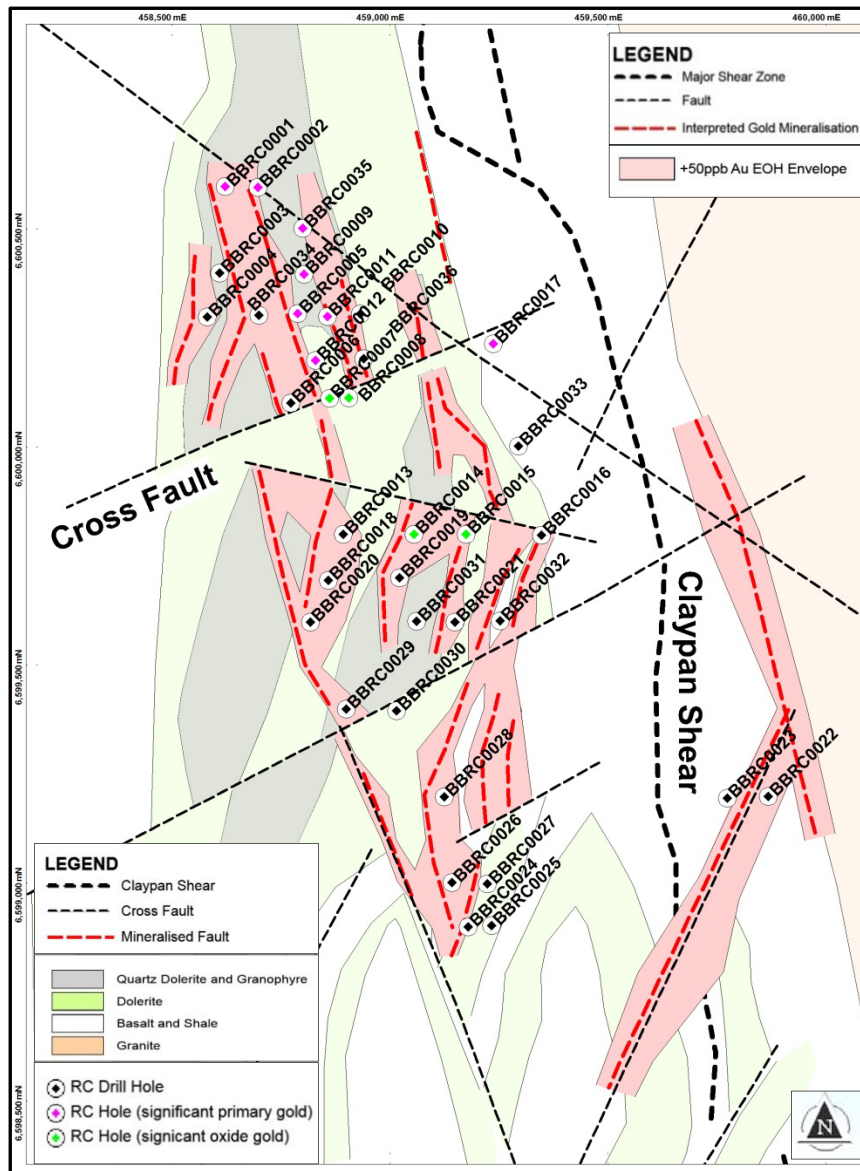 458,500 mE
459,000 mE
459,500 mE
460,000 mE
LEGEND
Major Shear Zone
Fault
Interpreted Gold Mineralisation
+50ppb Au EOH Envelope
BBRC0001
BBRC0002
BBRC0035
BBRC0003
BBRC0009
6,600,500 mN
BBRC0004
BBRC0034
BBRC0005
BBRC0011
BBRC0010
BBRC0012
BBRC0036
BBRC0017
BBRC0006
BBRC0007
BBRC0008
BBRC0033
6,600,000 mN
Cross Fault
BBRC0013
BBRC0014
BBRC0015
BBRC0016
BBRC0018
BBRC0019
BBRC0020
BBRC0031
BBRC0021
BBRC0032
Claypan Shear
6,599,500 mN
BBRC0029
BBRC0030
BBRC0028
BBRC0023
BBRC0022
BBRC0026
BBRC0027
BBRC0024
BBRC0025
6,599,000 mN
LEGEND
Claypan Shear
Cross Fault
Mineralised Fault
Quartz Dolerite and Granophyre
Dolerite
Basalt and Shale
Granite
RC Drill Hole
RC Hole (significant primary gold)
RC Hole (signicant oxide gold)
6,598,500 mN
N